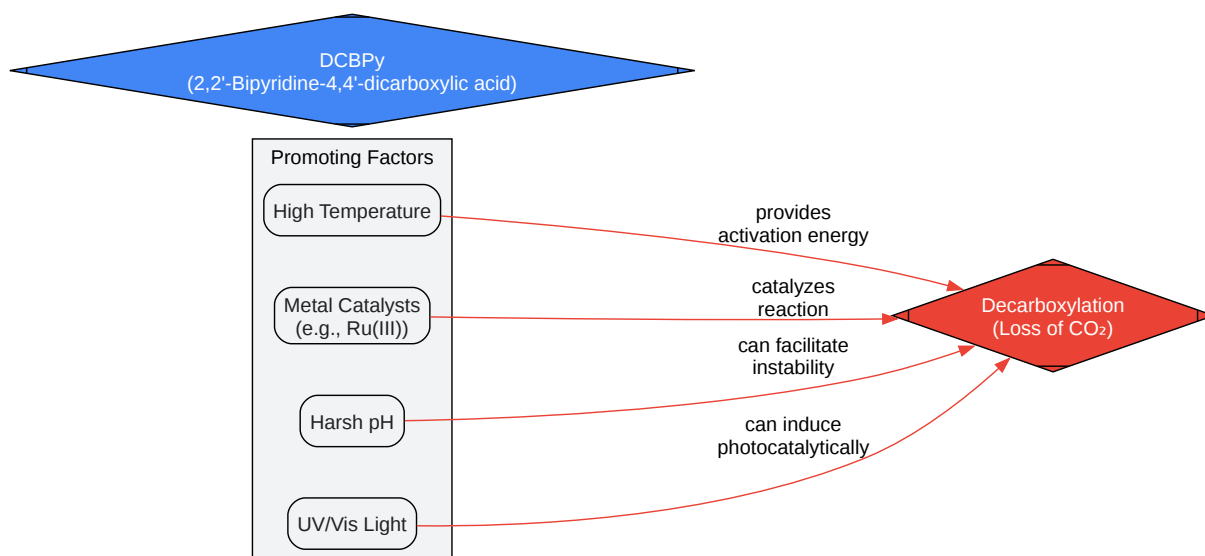 DCBPy
(2,2'-Bipyridine-4,4'-dicarboxylic acid)
Promoting Factors
High Temperature
provides
activation energy
Metal Catalysts
(e.g., Ru(III))
catalyzes
reaction
Decarboxylation
(Loss of CO₂)
can facilitate
instability
Harsh pH
can induce
photocatalytically
UV/Vis Light